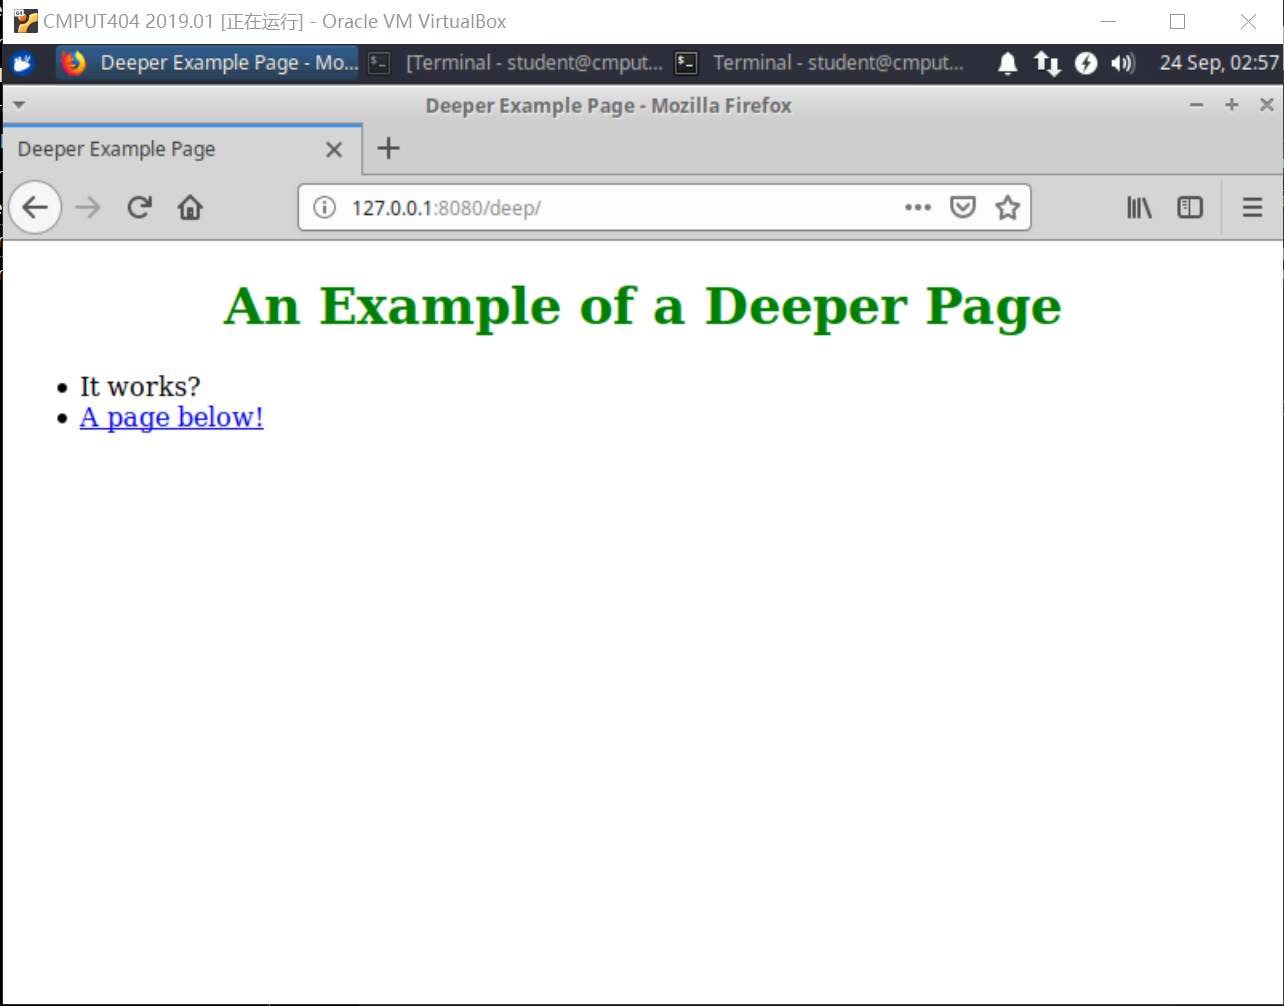 CMPUT404 2019.01 [正在运行] - Oracle VM VirtualBox
Deeper Example Page - Mo... [Terminal - student@cmput... Terminal - student@cmput... 24 Sep, 02:57
Deeper Example Page - Mozilla Firefox
Deeper Example Page
127.0.0.1:8080/deep/
An Example of a Deeper Page
It works?
A page below!